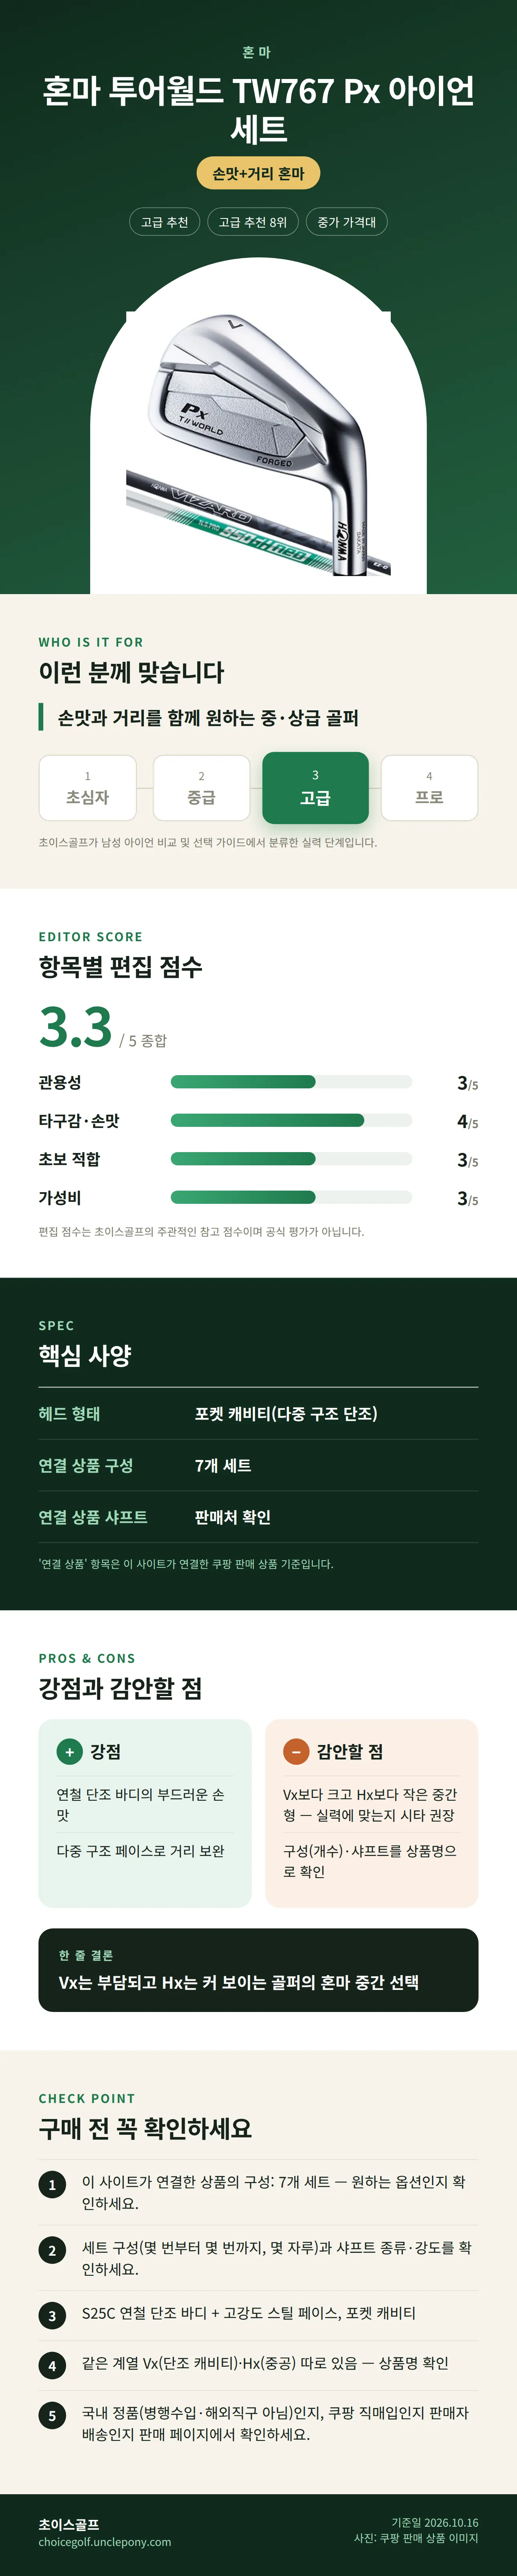 혼마
혼마 투어월드 TW767 Px 아이언
세트
손맛+거리 혼마
고급 추천
고급 추천 8위
중가 가격대
Px
T//WORLD
FORGED
VIZARD
950GH neo
HONMA
WHO IS IT FOR
이런 분께 맞습니다
손맛과 거리를 함께 원하는 중·상급 골퍼
1
초심자
2
중급
3
고급
4
프로
초이스골프가 남성 아이언 비교 및 선택 가이드에서 분류한 실력 단계입니다.
EDITOR SCORE
항목별 편집 점수
3.3 / 5 종합
관용성 3/5
타구감·손맛 4/5
초보 적합 3/5
가성비 3/5
편집 점수는 초이스골프의 주관적인 참고 점수이며 공식 평가가 아닙니다.
SPEC
핵심 사양
헤드 형태 포켓 캐비티(다중 구조 단조)
연결 상품 구성 7개 세트
연결 상품 샤프트 판매처 확인
'연결 상품' 항목은 이 사이트가 연결한 쿠팡 판매 상품 기준입니다.
PROS & CONS
강점과 감안할 점
+ 강점
연철 단조 바디의 부드러운 손
맛
다중 구조 페이스로 거리 보완
− 감안할 점
Vx보다 크고 Hx보다 작은 중간
형 — 실력에 맞는지 시타 권장
구성(개수)·샤프트를 상품명으
로 확인
한 줄 결론
Vx는 부담되고 Hx는 커 보이는 골퍼의 혼마 중간 선택
CHECK POINT
구매 전 꼭 확인하세요
1 이 사이트가 연결한 상품의 구성: 7개 세트 — 원하는 옵션인지 확
인하세요.
2 세트 구성(몇 번부터 몇 번까지, 몇 자루)과 샤프트 종류·강도를 확
인하세요.
3 S25C 연철 단조 바디 + 고강도 스틸 페이스, 포켓 캐비티
4 같은 계열 Vx(단조 캐비티)·Hx(중공) 따로 있음 — 상품명 확인
5 국내 정품(병행수입·해외직구 아님)인지, 쿠팡 직매입인지 판매자
배송인지 판매 페이지에서 확인하세요.
초이스골프
choicegolf.unclepony.com
기준일 2026.10.16
사진: 쿠팡 판매 상품 이미지